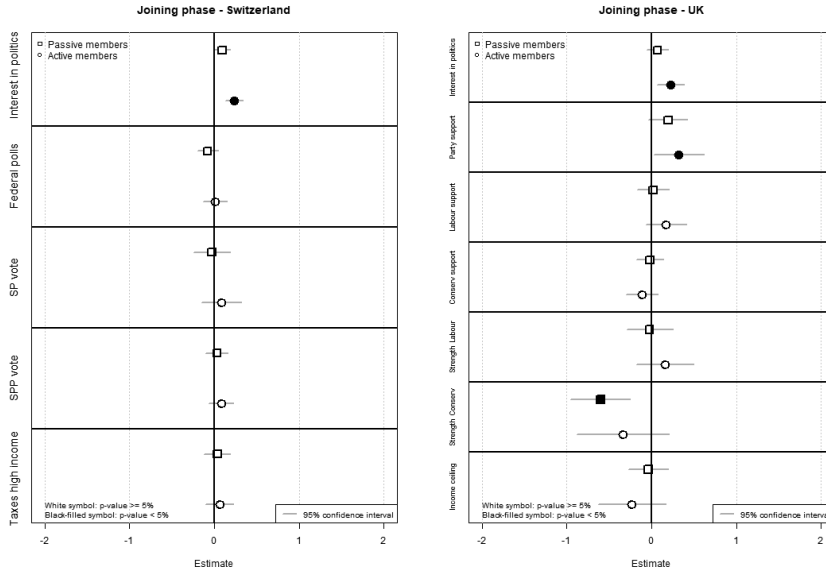 Joining phase - Switzerland
Passive members
Active members
Interest in politics
Federal polls
SP vote
SPP vote
Taxes high income
White symbol: p-value >= 5%
Black-filled symbol: p-value < 5%
95% confidence interval
-2 -1 0 1 2
Estimate
Joining phase - UK
Passive members
Active members
Interest in politics
Party support
Labour support
Conserv support
Strength Labour
Strength Conserv
Income ceiling
White symbol: p-value >= 5%
Black-filled symbol: p-value < 5%
95% confidence interval
-2 -1 0 1 2
Estimate